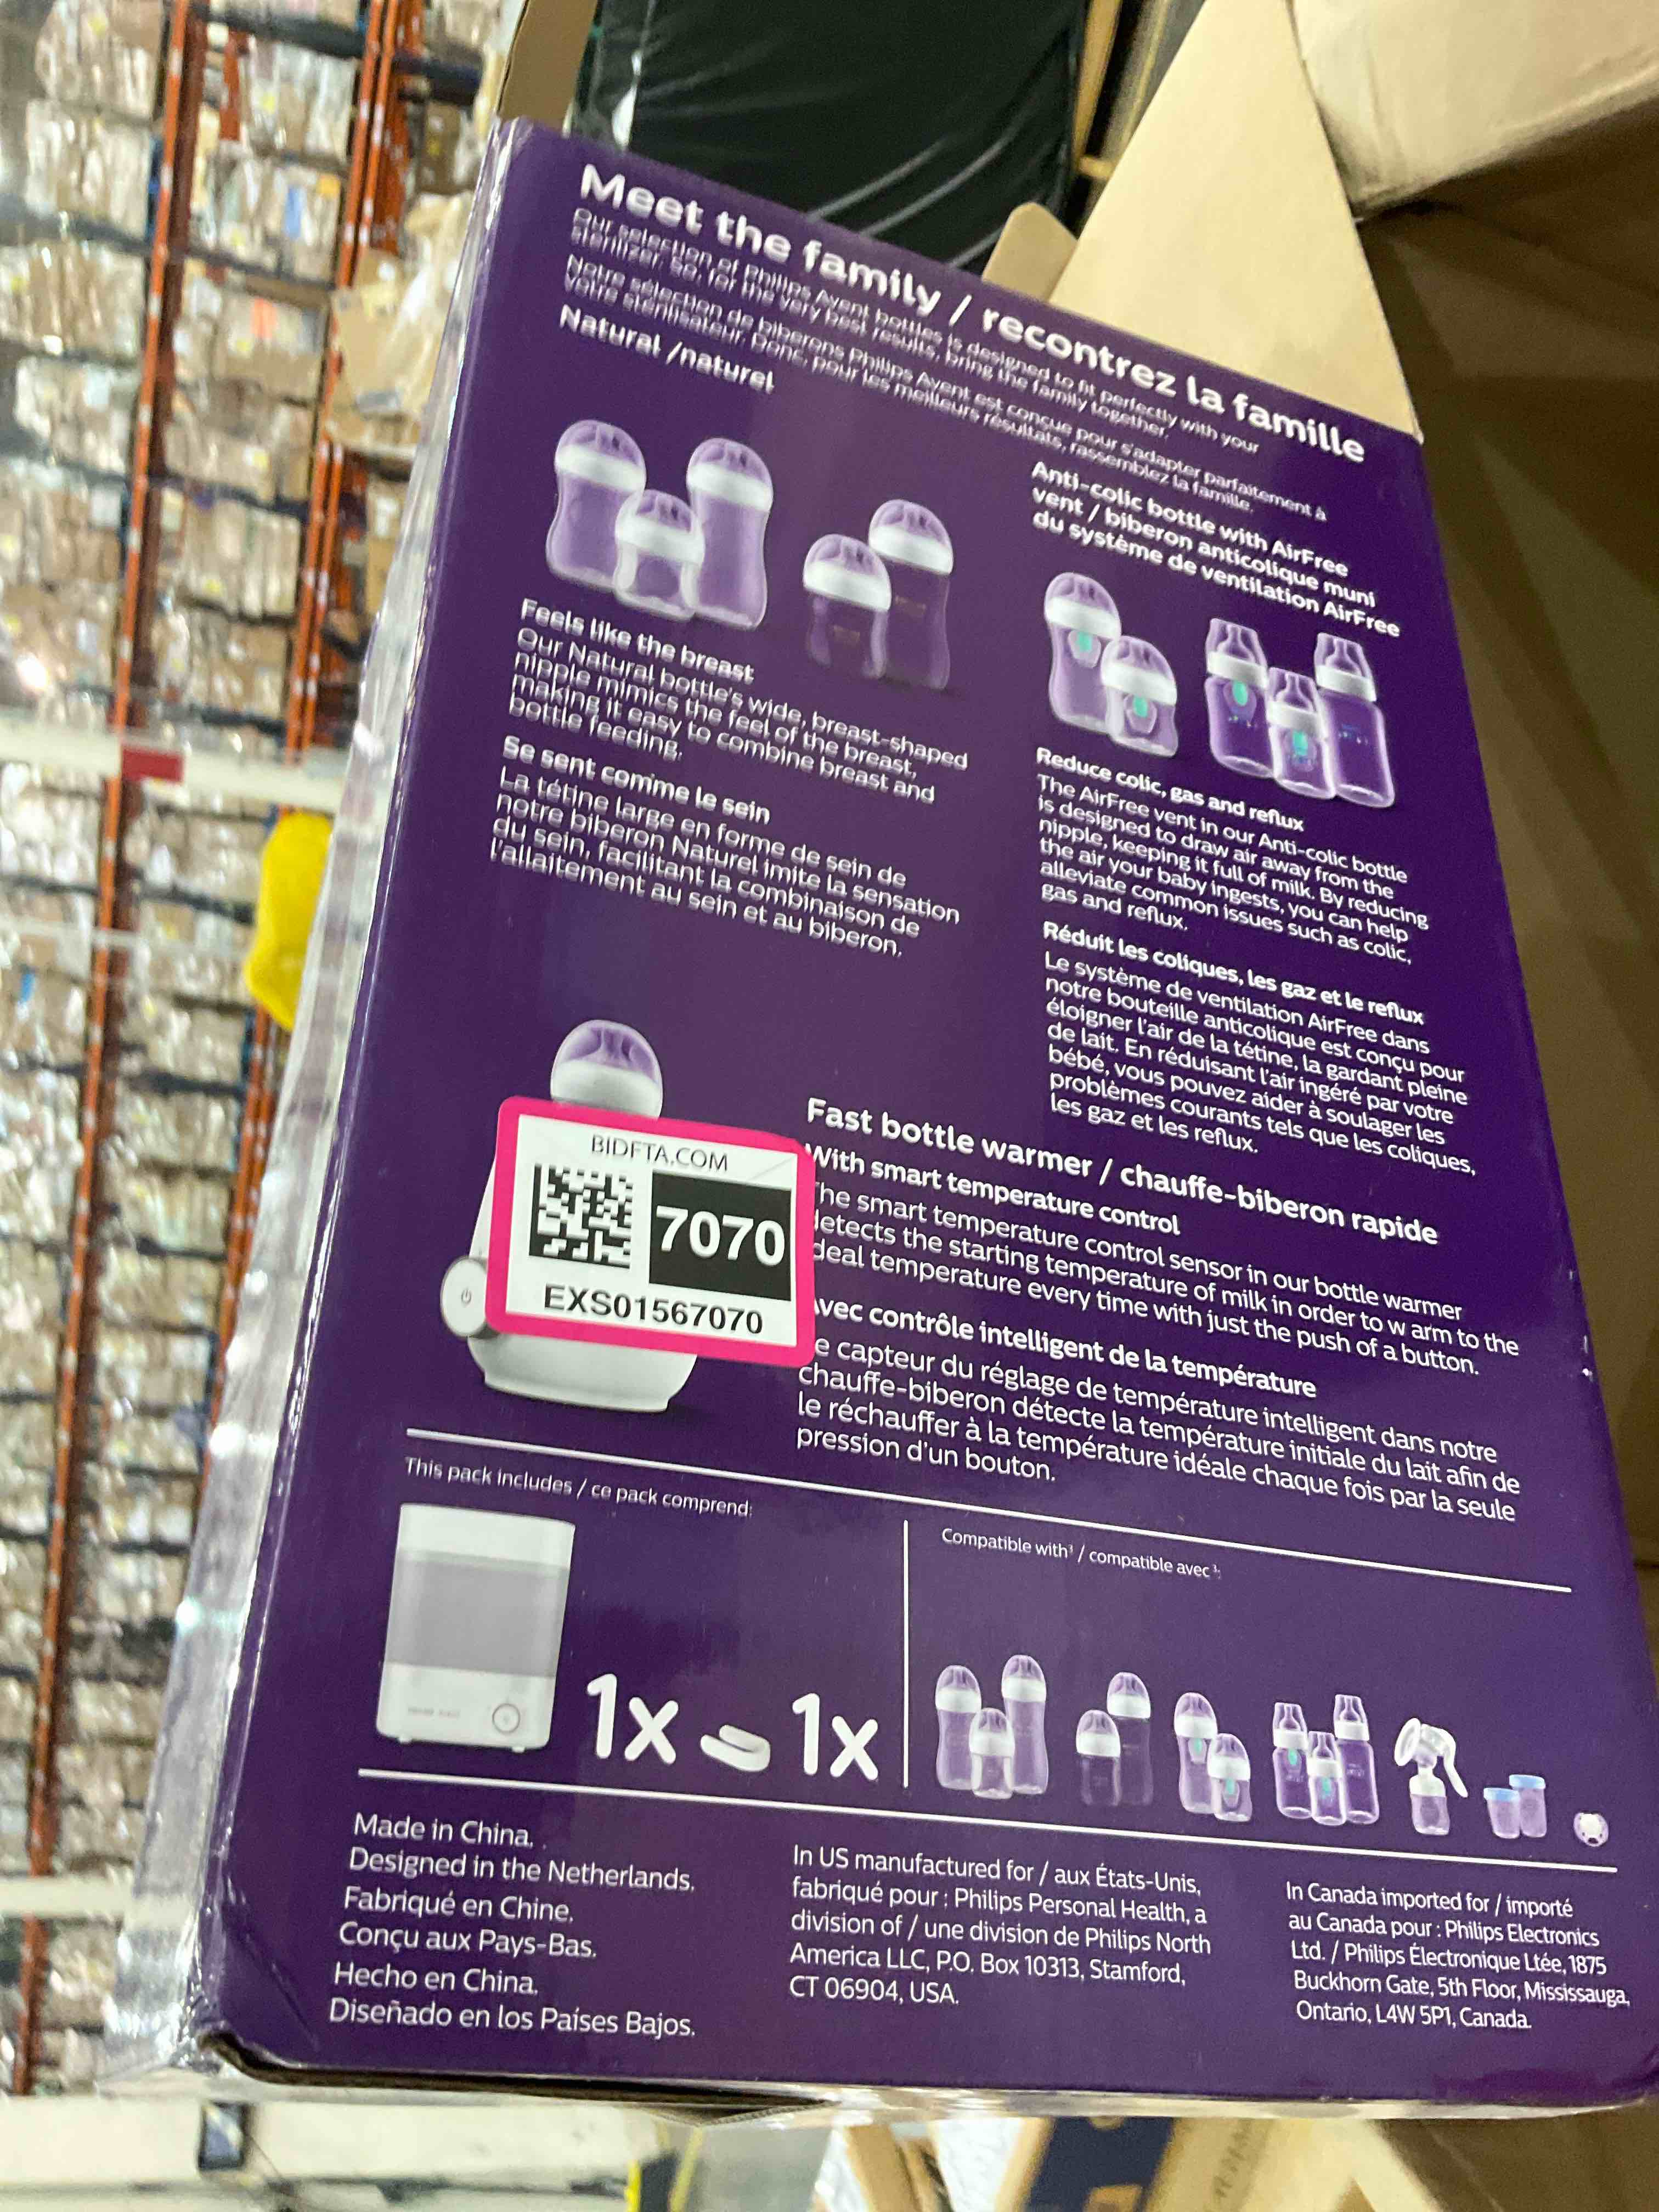 Meet the family / recontrez la famille
Our selection of Philips Avent bottles is designed to fit perfectly with your
sterilizer. So, for the very best results, bring the family together.
Notre sélection de biberons Philips Avent est conçue pour s'adapter parfaitement à
votre stérilisateur. Donc, pour les meilleurs résultats, rassemblez la famille.
Natural /naturel
Feels like the breast
Our Natural bottle's wide, breast-shaped
nipple mimics the feel of the breast,
making it easy to combine breast and
bottle feeding.
Se sent comme le sein
La tétine large en forme de sein de
notre biberon Naturel imite la sensation
du sein, facilitant la combinaison de
l'allaitement au sein et au biberon.
Anti-colic bottle with AirFree
vent / biberon anticolique muni
du système de ventilation AirFree
Reduce colic, gas and reflux
The AirFree vent in our Anti-colic bottle
is designed to draw air away from the
nipple, keeping it full of milk. By reducing
the air your baby ingests, you can help
alleviate common issues such as colic,
gas and reflux.
Réduit les coliques, les gaz et le reflux
Le système de ventilation AirFree dans
notre bouteille anticolique est conçu pour
éloigner l'air de la tétine, la gardant pleine
de lait. En réduisant l'air ingéré par votre
bébé, vous pouvez aider à soulager les
problèmes courants tels que les coliques,
les gaz et les reflux.
BIDFTA.COM
7070
EXS01567070
Fast bottle warmer / chauffe-biberon rapide
With smart temperature control
he smart temperature control sensor in our bottle warmer
etects the starting temperature of milk in order to w arm to the
deal temperature every time with just the push of a button.
vec contrôle intelligent de la température
e capteur du réglage de température intelligent dans notre
chauffe-biberon détecte la température initiale du lait afin de
le réchauffer à la température idéale chaque fois par la seule
pression d'un bouton.
This pack includes / ce pack comprend:
1x
1x
Compatible with³ / compatible avec ³:
Made in China.
Designed in the Netherlands.
Fabriqué en Chine.
Conçu aux Pays-Bas.
Hecho en China.
Diseñado en los Países Bajos.
In US manufactured for / aux États-Unis,
fabriqué pour : Philips Personal Health, a
division of / une division de Philips North
America LLC, P.O. Box 10313, Stamford,
CT 06904, USA.
In Canada imported for / importé
au Canada pour : Philips Electronics
Ltd. / Philips Électronique Ltée, 1875
Buckhorn Gate, 5th Floor, Mississauga,
Ontario, L4W 5P1, Canada.